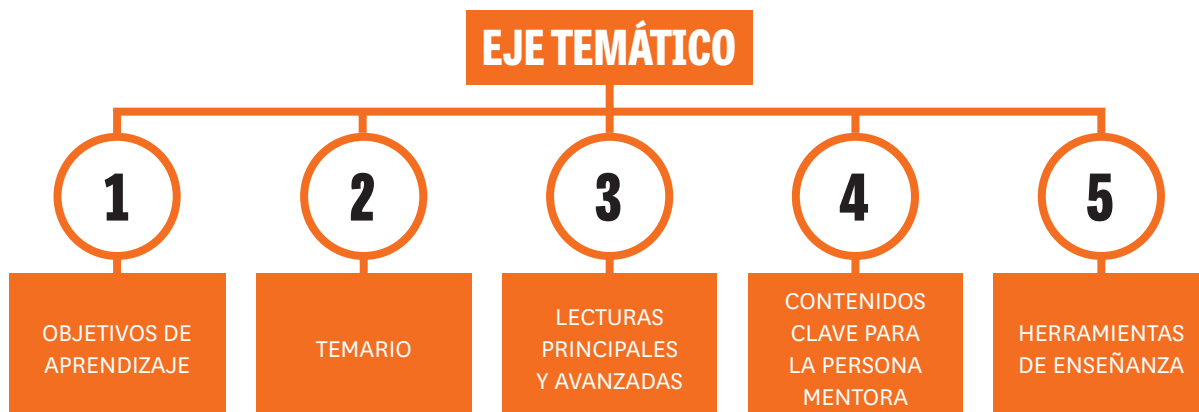 EJE TEMÁTICO
1
2
3
4
5
OBJETIVOS DE
APRENDIZAJE
TEMARIO
LECTURAS
PRINCIPALES
Y AVANZADAS
CONTENIDOS
CLAVE PARA
LA PERSONA
MENTORA
HERRAMIENTAS
DE ENSEÑANZA